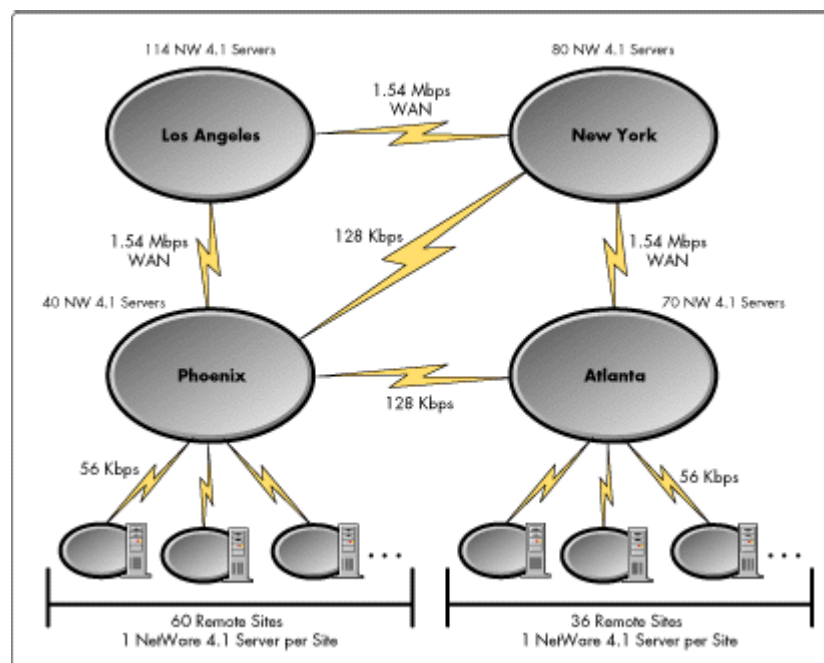 114 NW 4.1 Servers
80 NW 4.1 Servers
1.54 Mbps
WAN
Los Angeles
New York
1.54 Mbps
WAN
128 Kbps
1.54 Mbps
WAN
40 NW 4.1 Servers
70 NW 4.1 Servers
Phoenix
Atlanta
128 Kbps
56 Kbps
56 Kbps
60 Remote Sites
1 NetWare 4.1 Server per Site
36 Remote Sites
1 NetWare 4.1 Server per Site